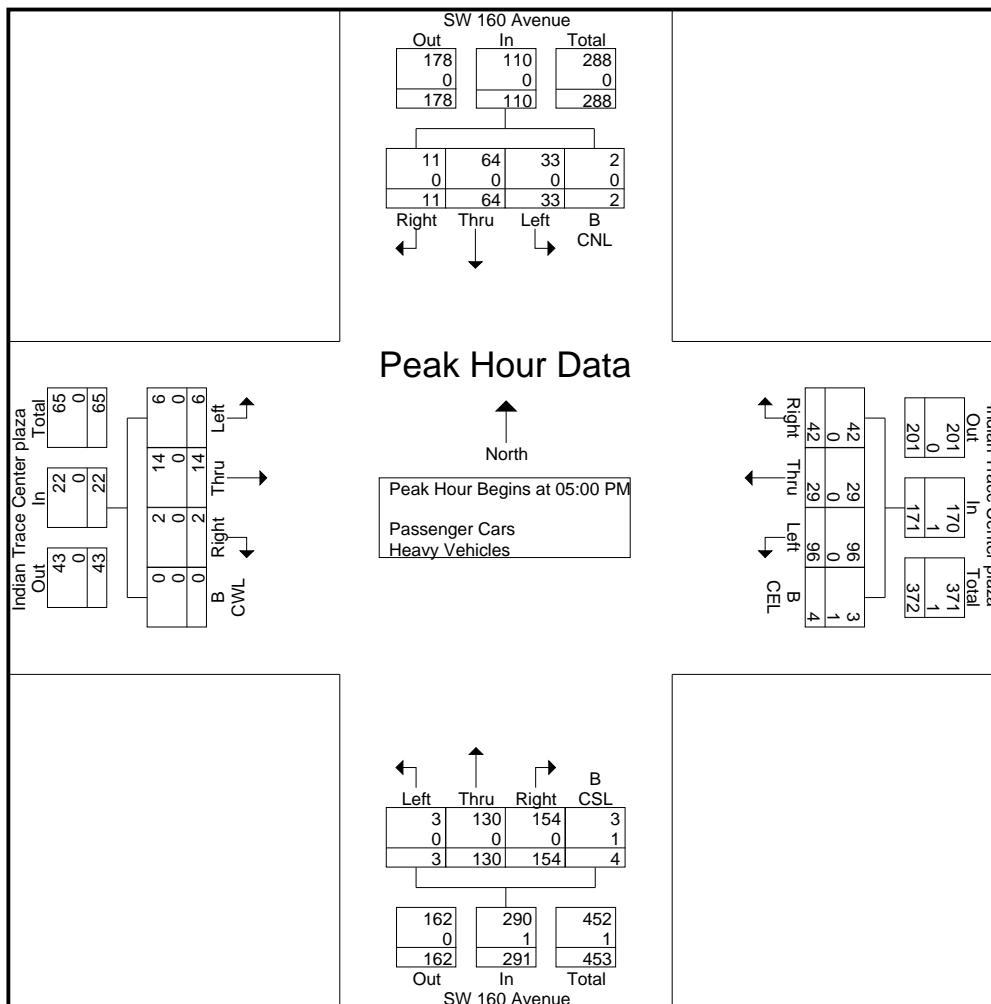 SW 160 Avenue
Out In Total
178 110 288
0 0 0
178 110 288
11 64 33 2
0 0 0 0
11 64 33 2
Right Thru Left B
CNL
Peak Hour Data
North
Peak Hour Begins at 05:00 PM
Passenger Cars
Heavy Vehicles
Indian Trace Center plaza
Out In Total
43 22 65
0 0 0
43 22 65
Left Thru Right B
CWL
6 14 2 0
0 0 0 0
6 14 2 0
Indian Trace Center plaza
Out In Total
201 170 371
0 1 1
201 171 372
42 29 96 3
0 0 0 1
42 29 96 4
Right Thru Left B
CEL
B
Left Thru Right CSL
3 130 154 3
0 0 0 1
3 130 154 4
162 290 452
0 1 1
162 291 453
Out In Total
SW 160 Avenue